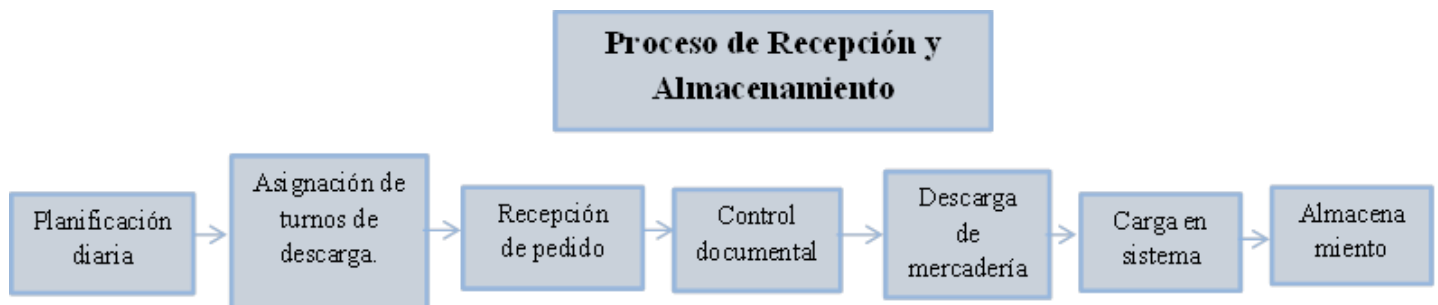 Proceso de Recepción y
Almacenamiento
Planificación
diaria
Asignación de
turnos de
descarga.
Recepción
de pedido
Control
documental
Descarga
de
mercadería
Carga en
sistema
Almacena
miento